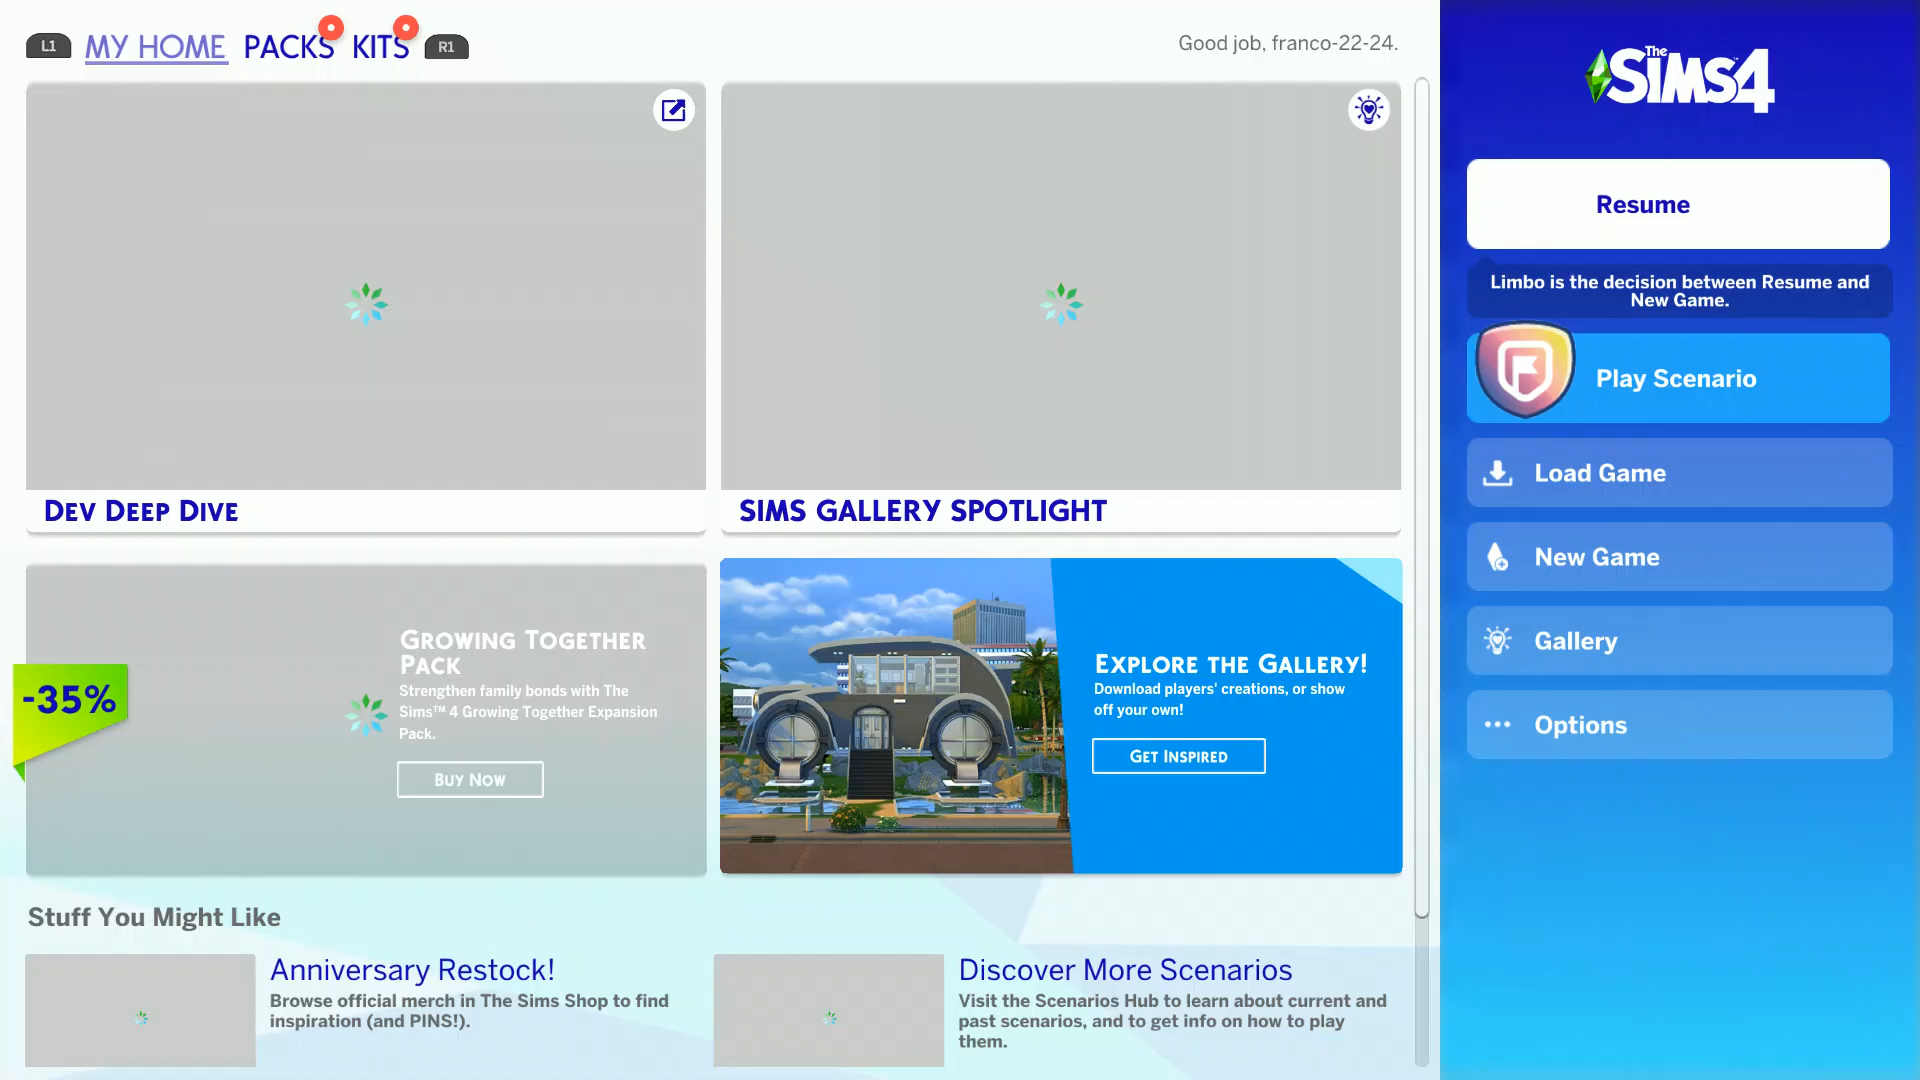 L1 MY HOME PACKS KITS R1
Good job, franco-22-24.
DEV DEEP DIVE
SIMS GALLERY SPOTLIGHT
-35%
GROWING TOGETHER
PACK
Strengthen family bonds with The
Sims™ 4 Growing Together Expansion
Pack.
BUY NOW
EXPLORE THE GALLERY!
Download players' creations, or show
off your own!
GET INSPIRED
Stuff You Might Like
Anniversary Restock!
Browse official merch in The Sims Shop to find
inspiration (and PINS!).
Discover More Scenarios
Visit the Scenarios Hub to learn about current and
past scenarios, and to get info on how to play
them.
The SIMS 4
Resume
Limbo is the decision between Resume and
New Game.
Play Scenario
Load Game
New Game
Gallery
Options